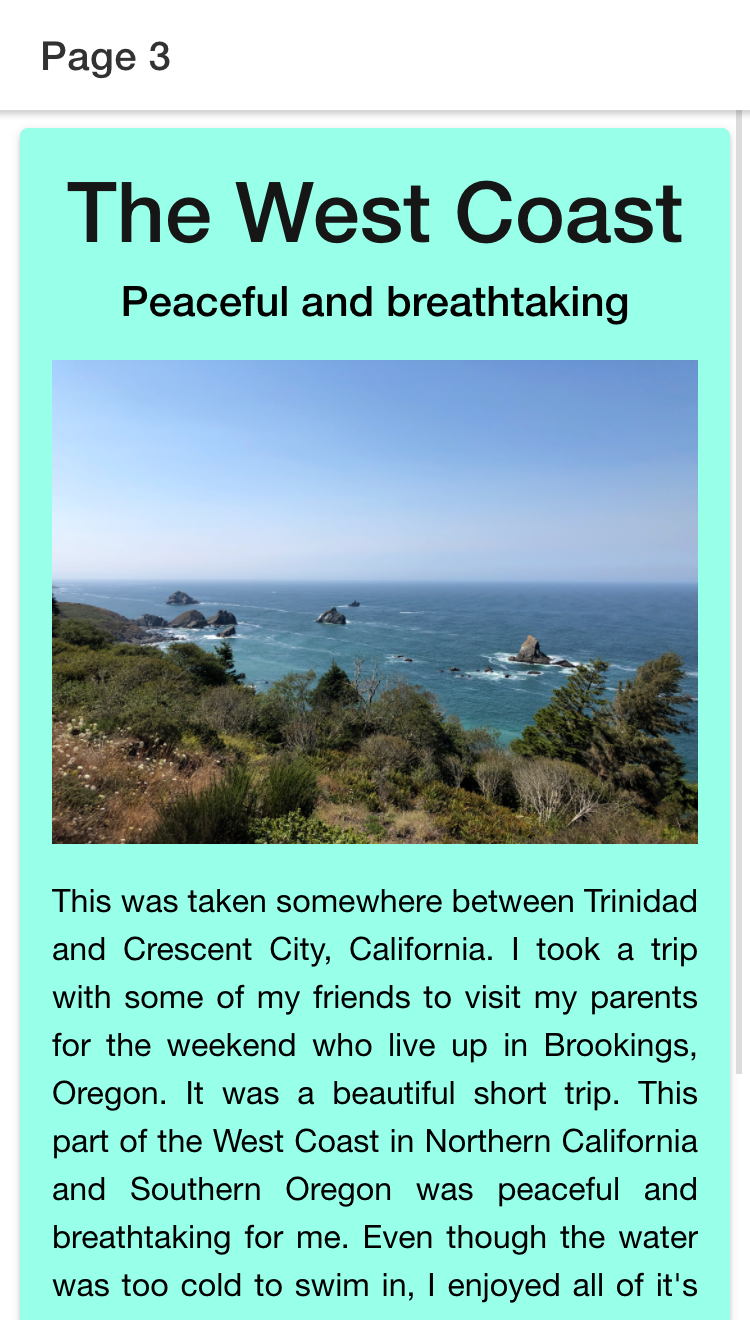 Page 3
The West Coast
Peaceful and breathtaking
This was taken somewhere between Trinidad
and Crescent City, California. I took a trip
with some of my friends to visit my parents
for the weekend who live up in Brookings,
Oregon. It was a beautiful short trip. This
part of the West Coast in Northern California
and Southern Oregon was peaceful and
breathtaking for me. Even though the water
was too cold to swim in, I enjoyed all of it's